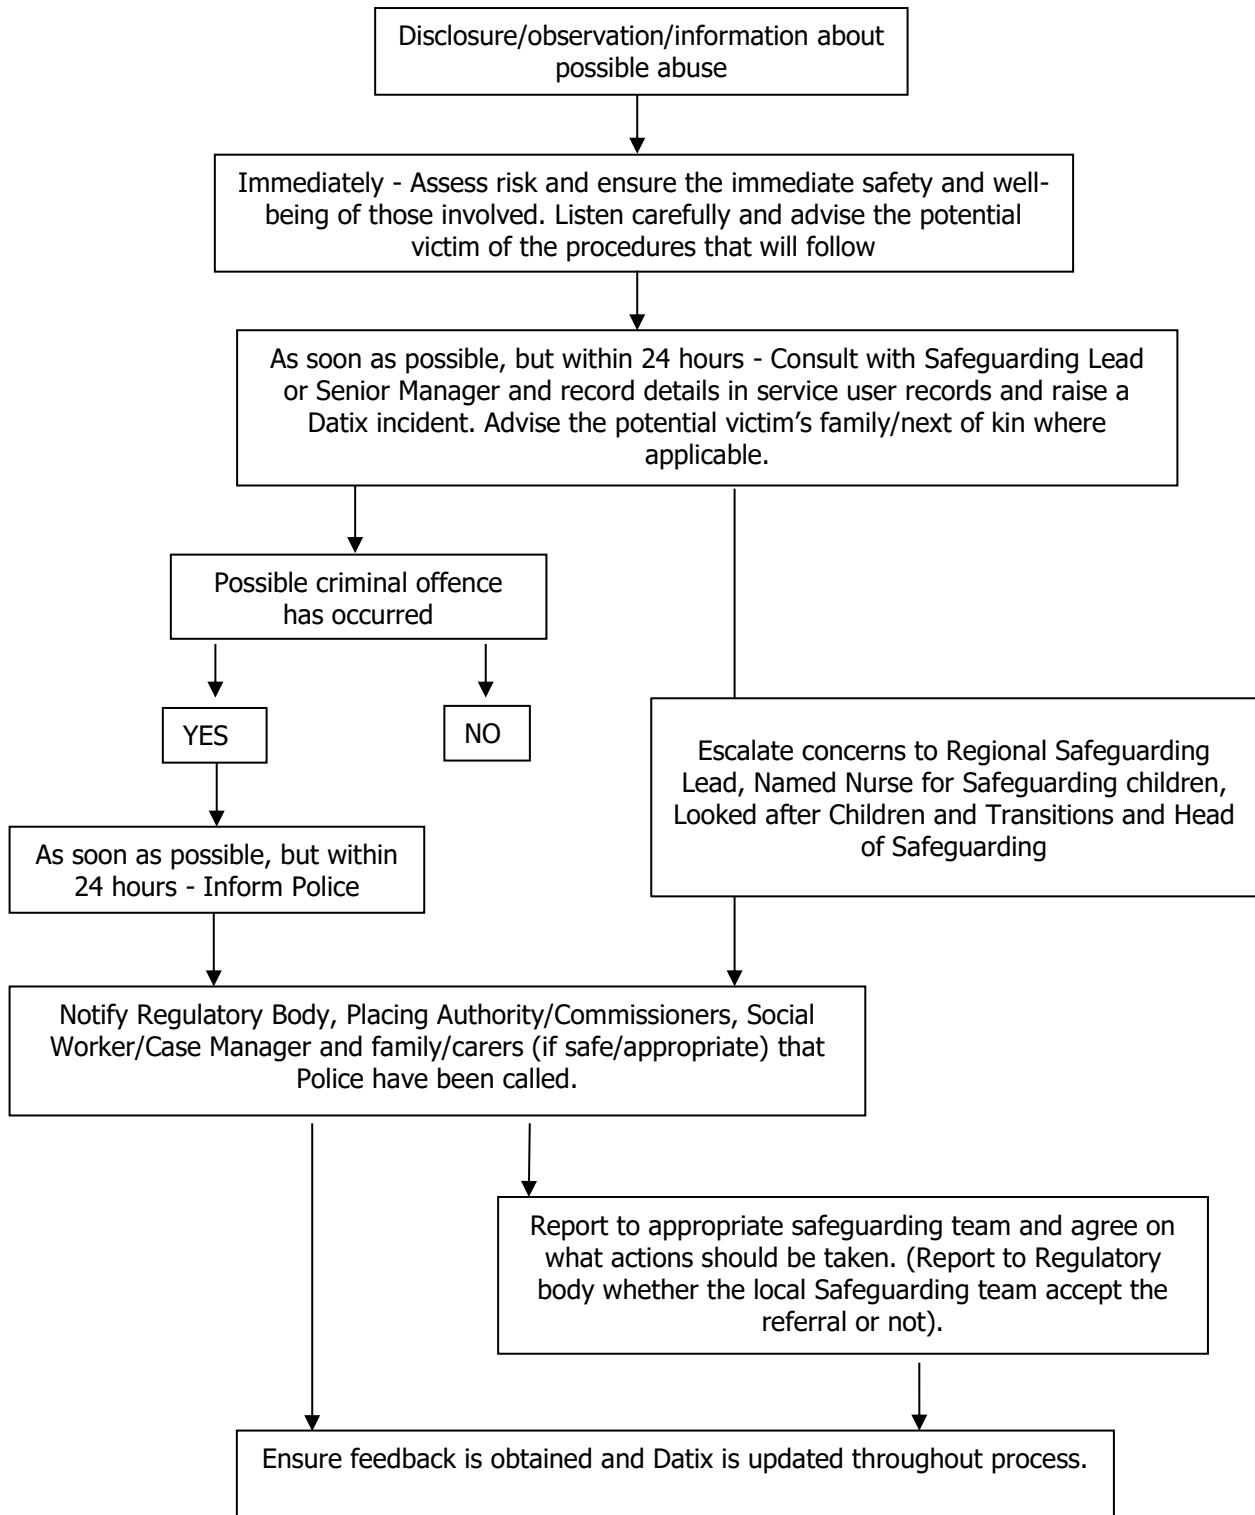 Disclosure/observation/information about
possible abuse
Immediately - Assess risk and ensure the immediate safety and well-
being of those involved. Listen carefully and advise the potential
victim of the procedures that will follow
As soon as possible, but within 24 hours - Consult with Safeguarding Lead
or Senior Manager and record details in service user records and raise a
Datix incident. Advise the potential victim’s family/next of kin where
applicable.
Possible criminal offence
has occurred
YES
NO
Escalate concerns to Regional Safeguarding
Lead, Named Nurse for Safeguarding children,
Looked after Children and Transitions and Head
of Safeguarding
As soon as possible, but within
24 hours - Inform Police
Notify Regulatory Body, Placing Authority/Commissioners, Social
Worker/Case Manager and family/carers (if safe/appropriate) that
Police have been called.
Report to appropriate safeguarding team and agree on
what actions should be taken. (Report to Regulatory
body whether the local Safeguarding team accept the
referral or not).
Ensure feedback is obtained and Datix is updated throughout process.